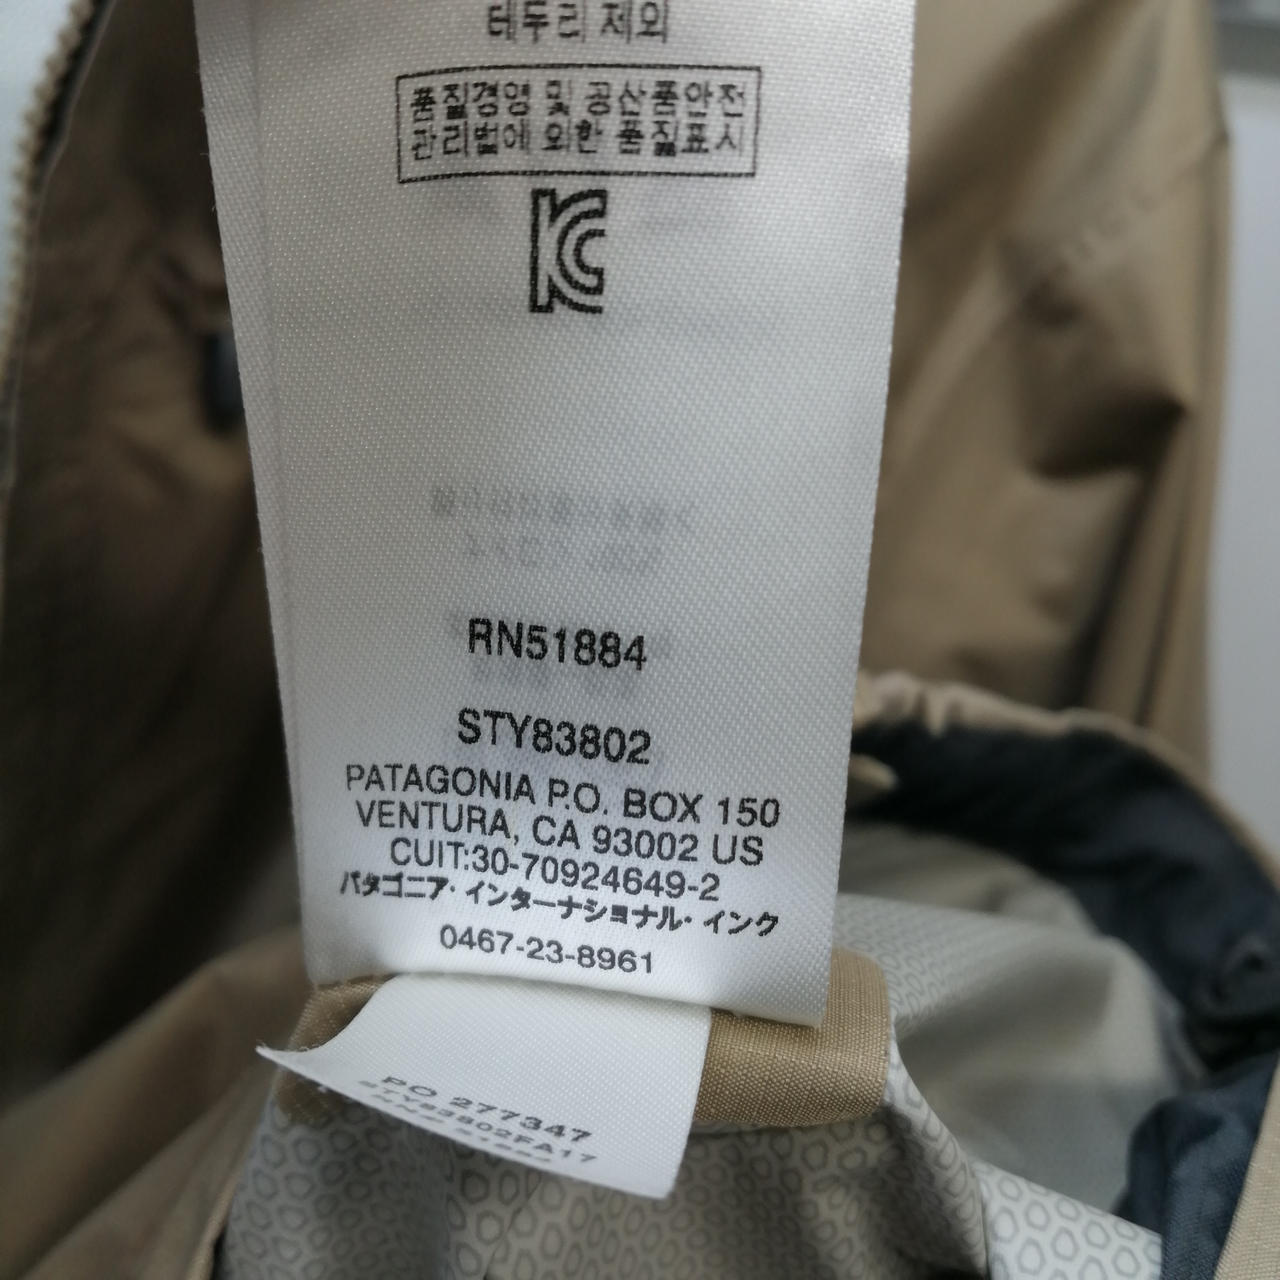 테두리 제외
품질경영 및 공산품안전
관리법에 의한 품질표시
RN51884
STY83802
PATAGONIA P.O. BOX 150
VENTURA, CA 93002 US
CUIT:30-70924649-2
パタゴニア・インターナショナル・インク
0467-23-8961
PO 277347
STY83802FA17